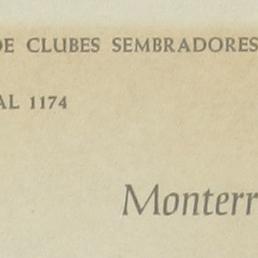 DE CLUBES SEMBRADORES
AL 1174
Monterr